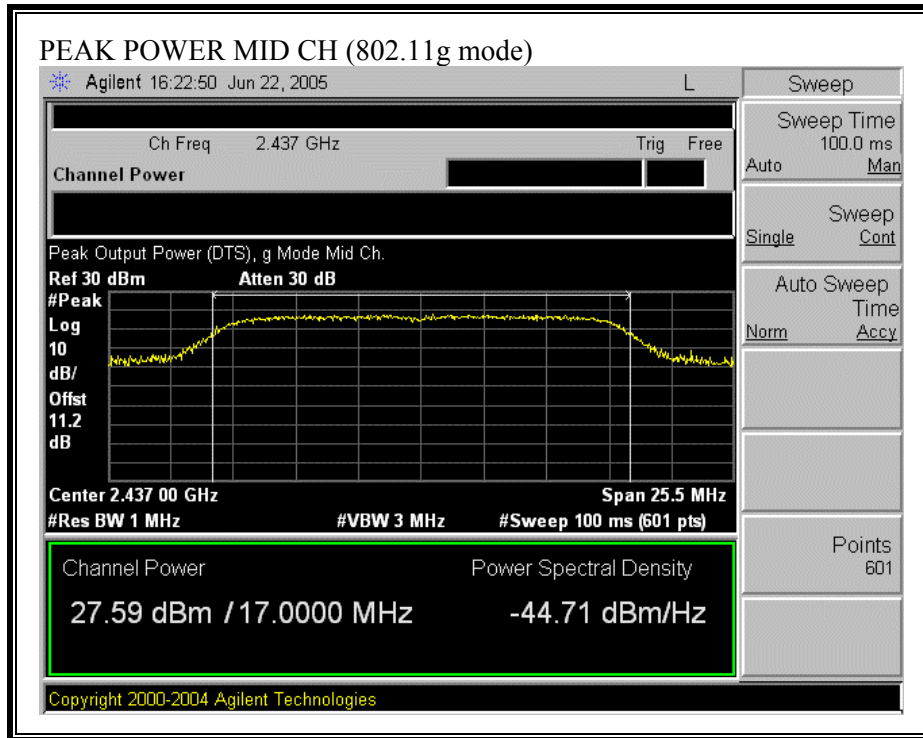 PEAK POWER MID CH (802.11g mode)
Agilent 16:22:50 Jun 22, 2005 L
Sweep
Ch Freq 2.437 GHz Trig Free
Channel Power
Sweep Time
100.0 ms
Auto Man
Sweep
Single Cont
Auto Sweep
Time
Norm Accy
Points
601
Peak Output Power (DTS), g Mode Mid Ch.
Ref 30 dBm Atten 30 dB
#Peak
Log
10
dB/
Offst
11.2
dB
Center 2.437 00 GHz Span 25.5 MHz
#Res BW 1 MHz #VBW 3 MHz #Sweep 100 ms (601 pts)
Channel Power Power Spectral Density
27.59 dBm / 17.0000 MHz -44.71 dBm/Hz
Copyright 2000-2004 Agilent Technologies